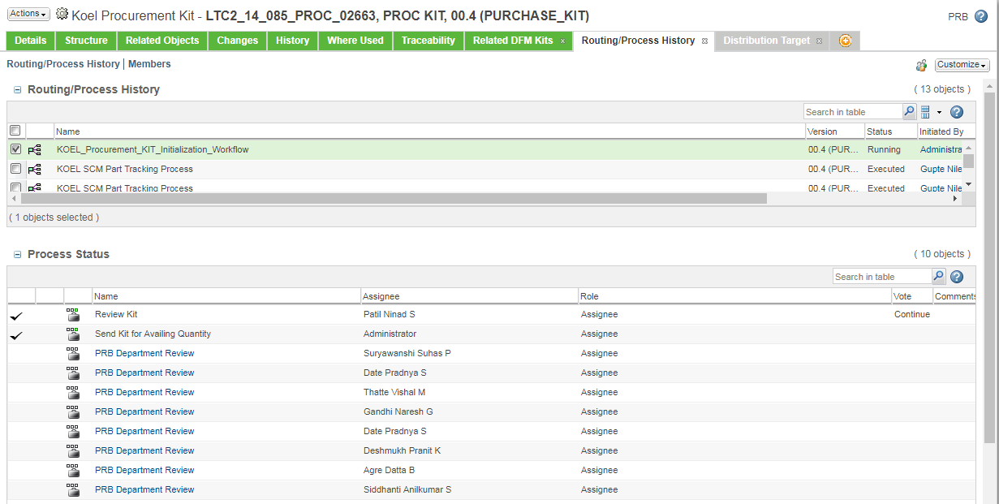 Actions Koel Procurement Kit - LTC2_14_085_PROC_02663, PROC KIT, 00.4 (PURCHASE_KIT) PRB ?
Details Structure Related Objects Changes History Where Used Traceability Related DFM Kits x Routing/Process History Distribution Target
Routing/Process History | Members Customize
Routing/Process History ( 13 objects )
Search in table ?
Name Version Status Initiated By
KOEL_Procurement_KIT_Initialization_Workflow 00.4 (PUR... Running Administra
KOEL SCM Part Tracking Process 00.4 (PUR... Executed Gupte Nile
KOEL SCM Part Tracking Process 00.4 (PUR... Executed Gupte Nile
( 1 objects selected )
Process Status ( 10 objects )
Search in table ?
Name Assignee Role Vote Comments
Review Kit Patil Ninad S Assignee Continue
Send Kit for Availing Quantity Administrator Assignee
PRB Department Review Suryawanshi Suhas P Assignee
PRB Department Review Date Pradnya S Assignee
PRB Department Review Thatte Vishal M Assignee
PRB Department Review Gandhi Naresh G Assignee
PRB Department Review Date Pradnya S Assignee
PRB Department Review Deshmukh Pranit K Assignee
PRB Department Review Agre Datta B Assignee
PRB Department Review Siddhanti Anilkumar S Assignee